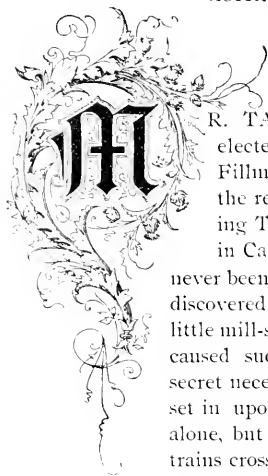 M
R. TA
electe
Fillm
the re
ing T
in Ca
never been
discovered
little mill-s
caused suc
secret nece
set in upo
alone, but
trains cross